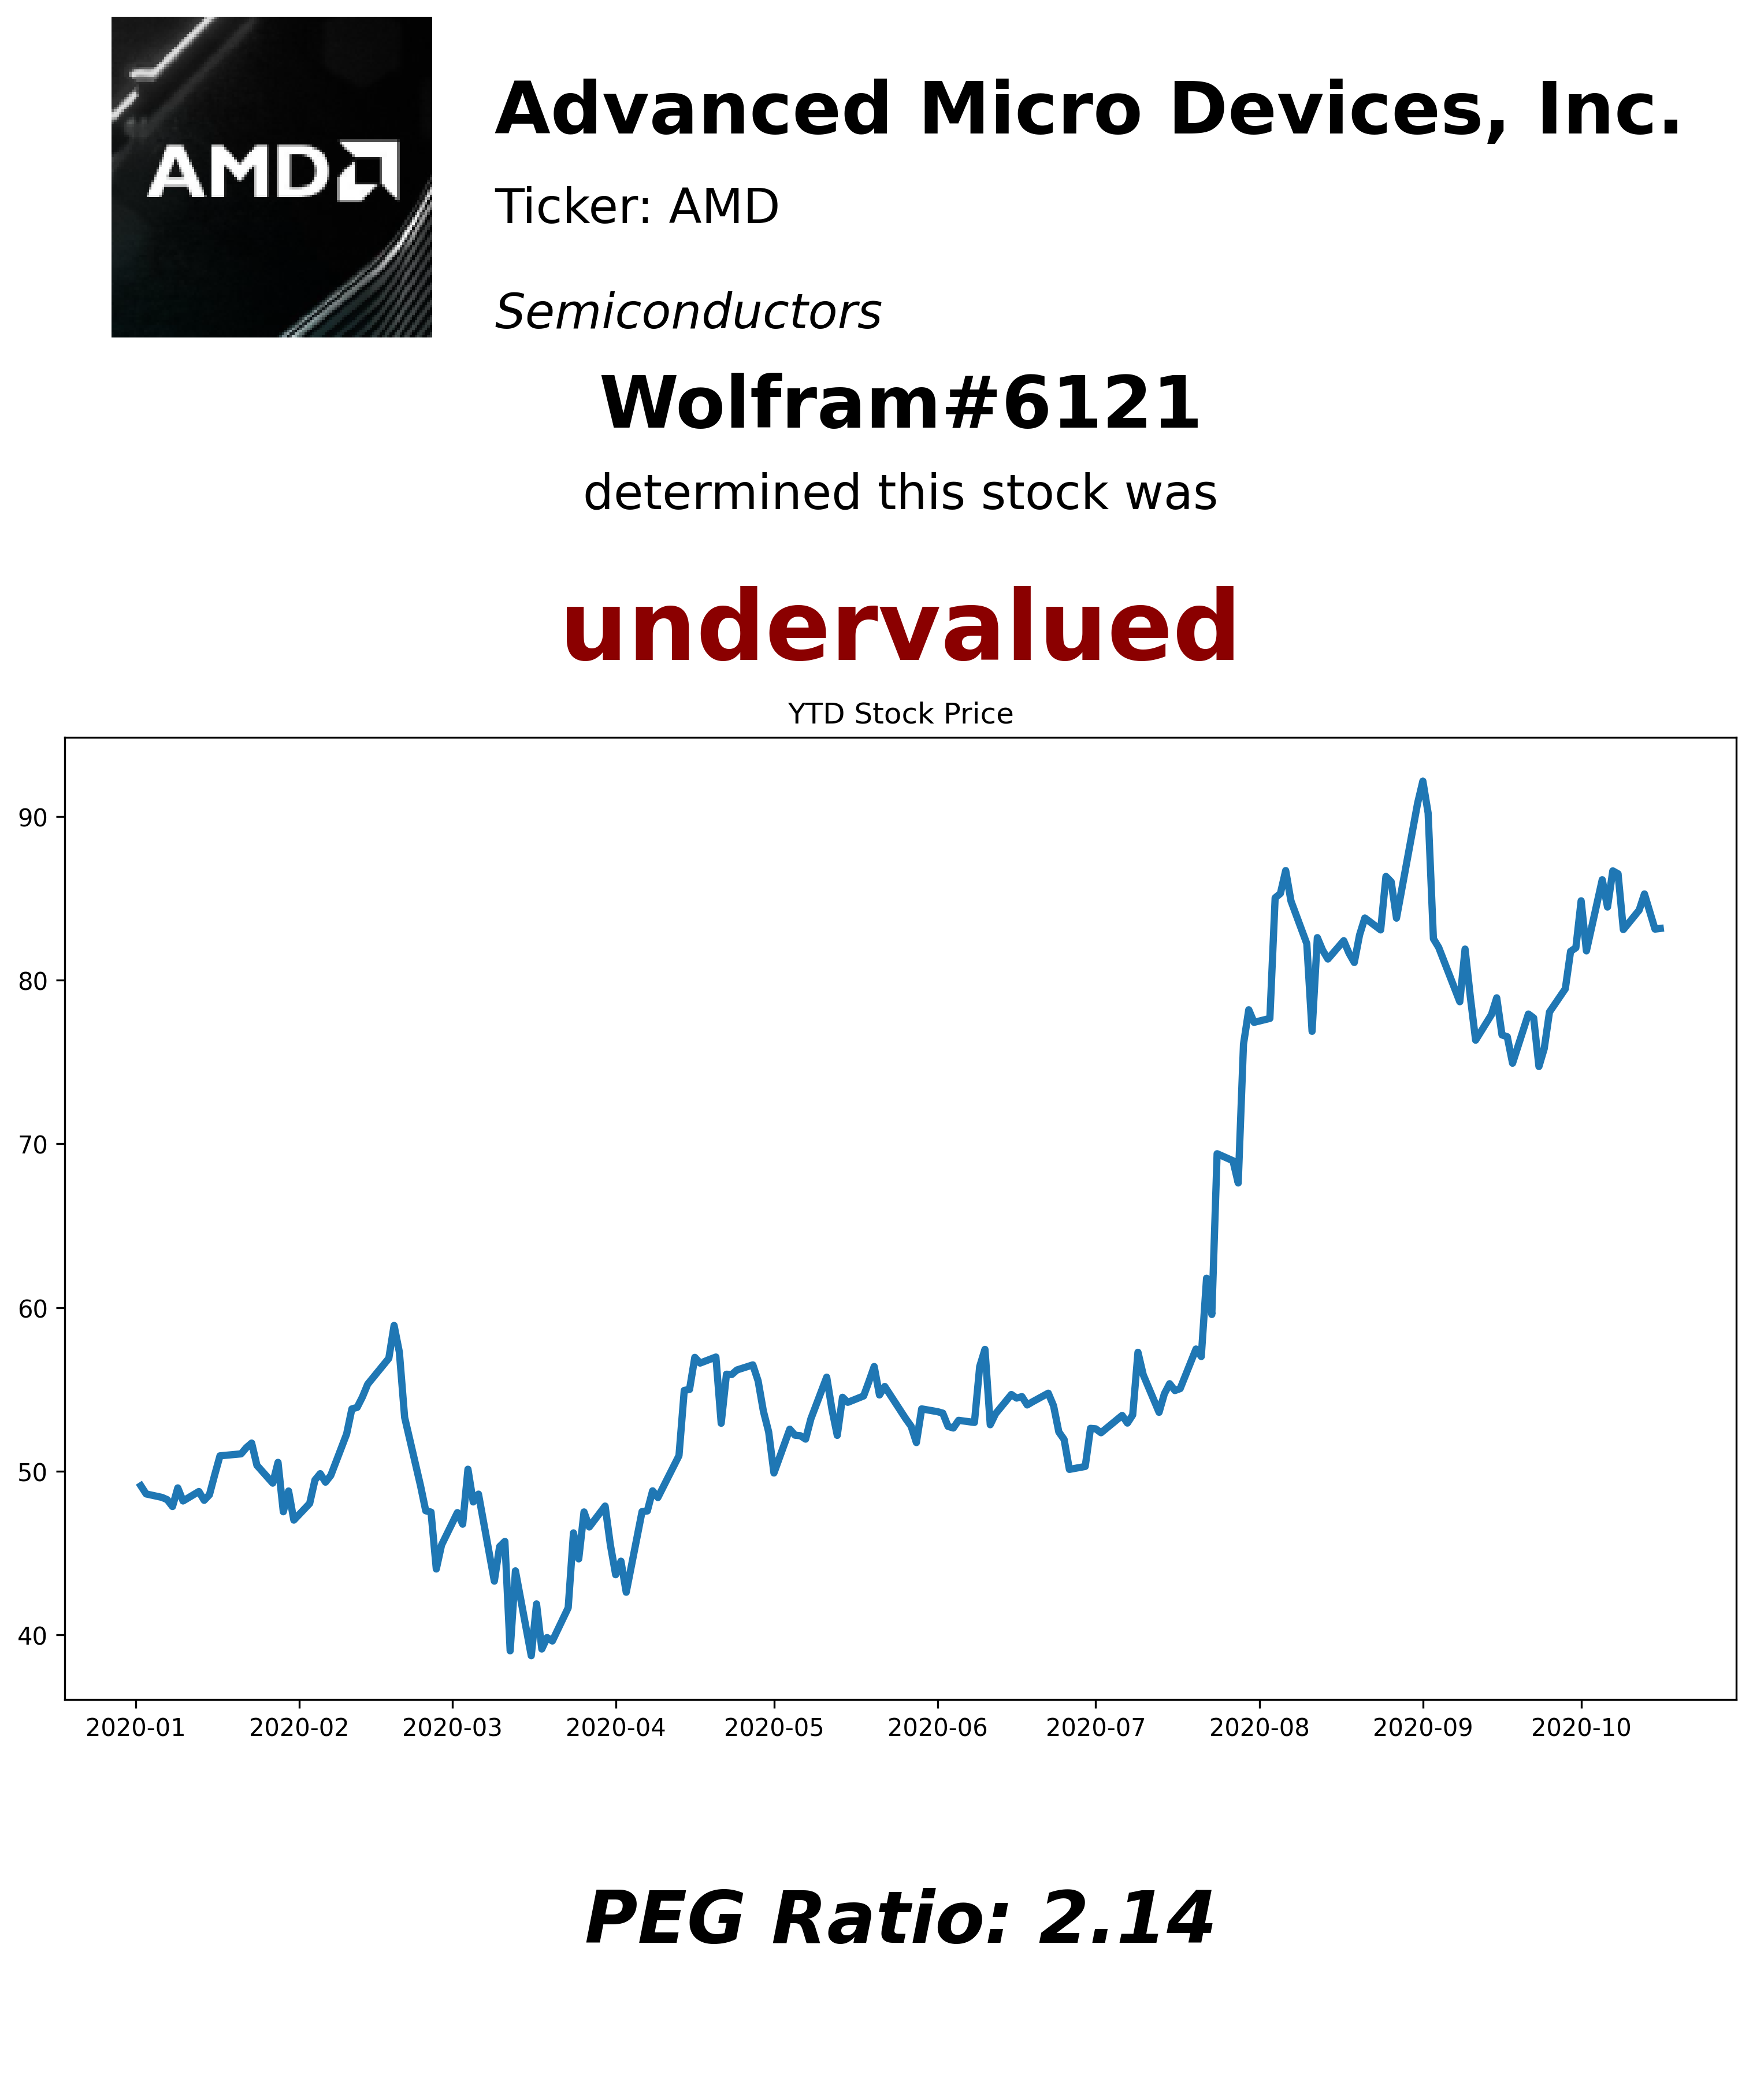 AMD
Advanced Micro Devices, Inc.
Ticker: AMD
Semiconductors
Wolfram#6121
determined this stock was
undervalued
YTD Stock Price
90
80
70
60
50
40
2020-01 2020-02 2020-03 2020-04 2020-05 2020-06 2020-07 2020-08 2020-09 2020-10
PEG Ratio: 2.14